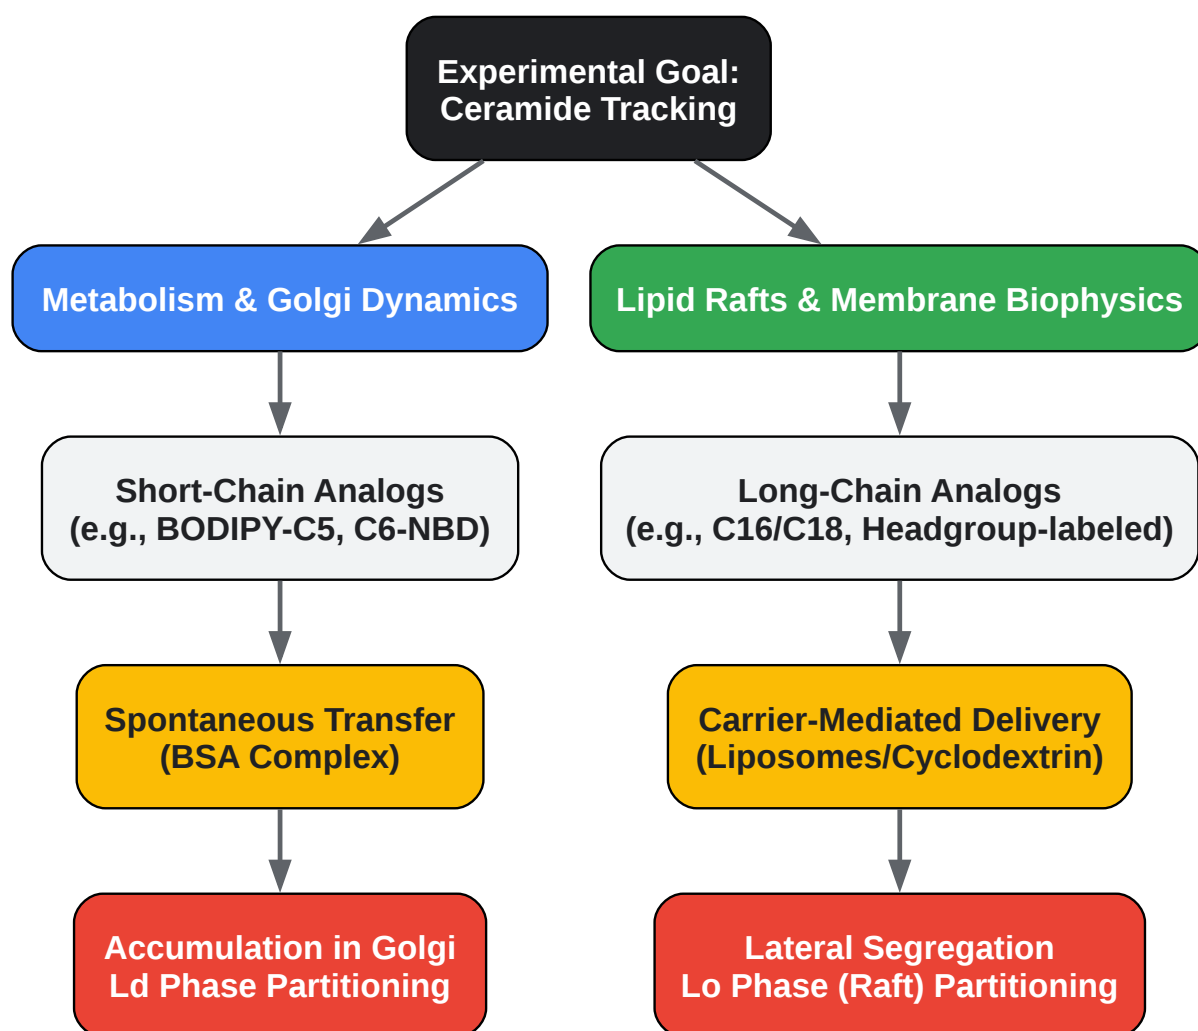 Experimental Goal:
Ceramide Tracking
Metabolism & Golgi Dynamics
Lipid Rafts & Membrane Biophysics
Short-Chain Analogs
(e.g., BODIPY-C5, C6-NBD)
Long-Chain Analogs
(e.g., C16/C18, Headgroup-labeled)
Spontaneous Transfer
(BSA Complex)
Carrier-Mediated Delivery
(Liposomes/Cyclodextrin)
Accumulation in Golgi
Ld Phase Partitioning
Lateral Segregation
Lo Phase (Raft) Partitioning